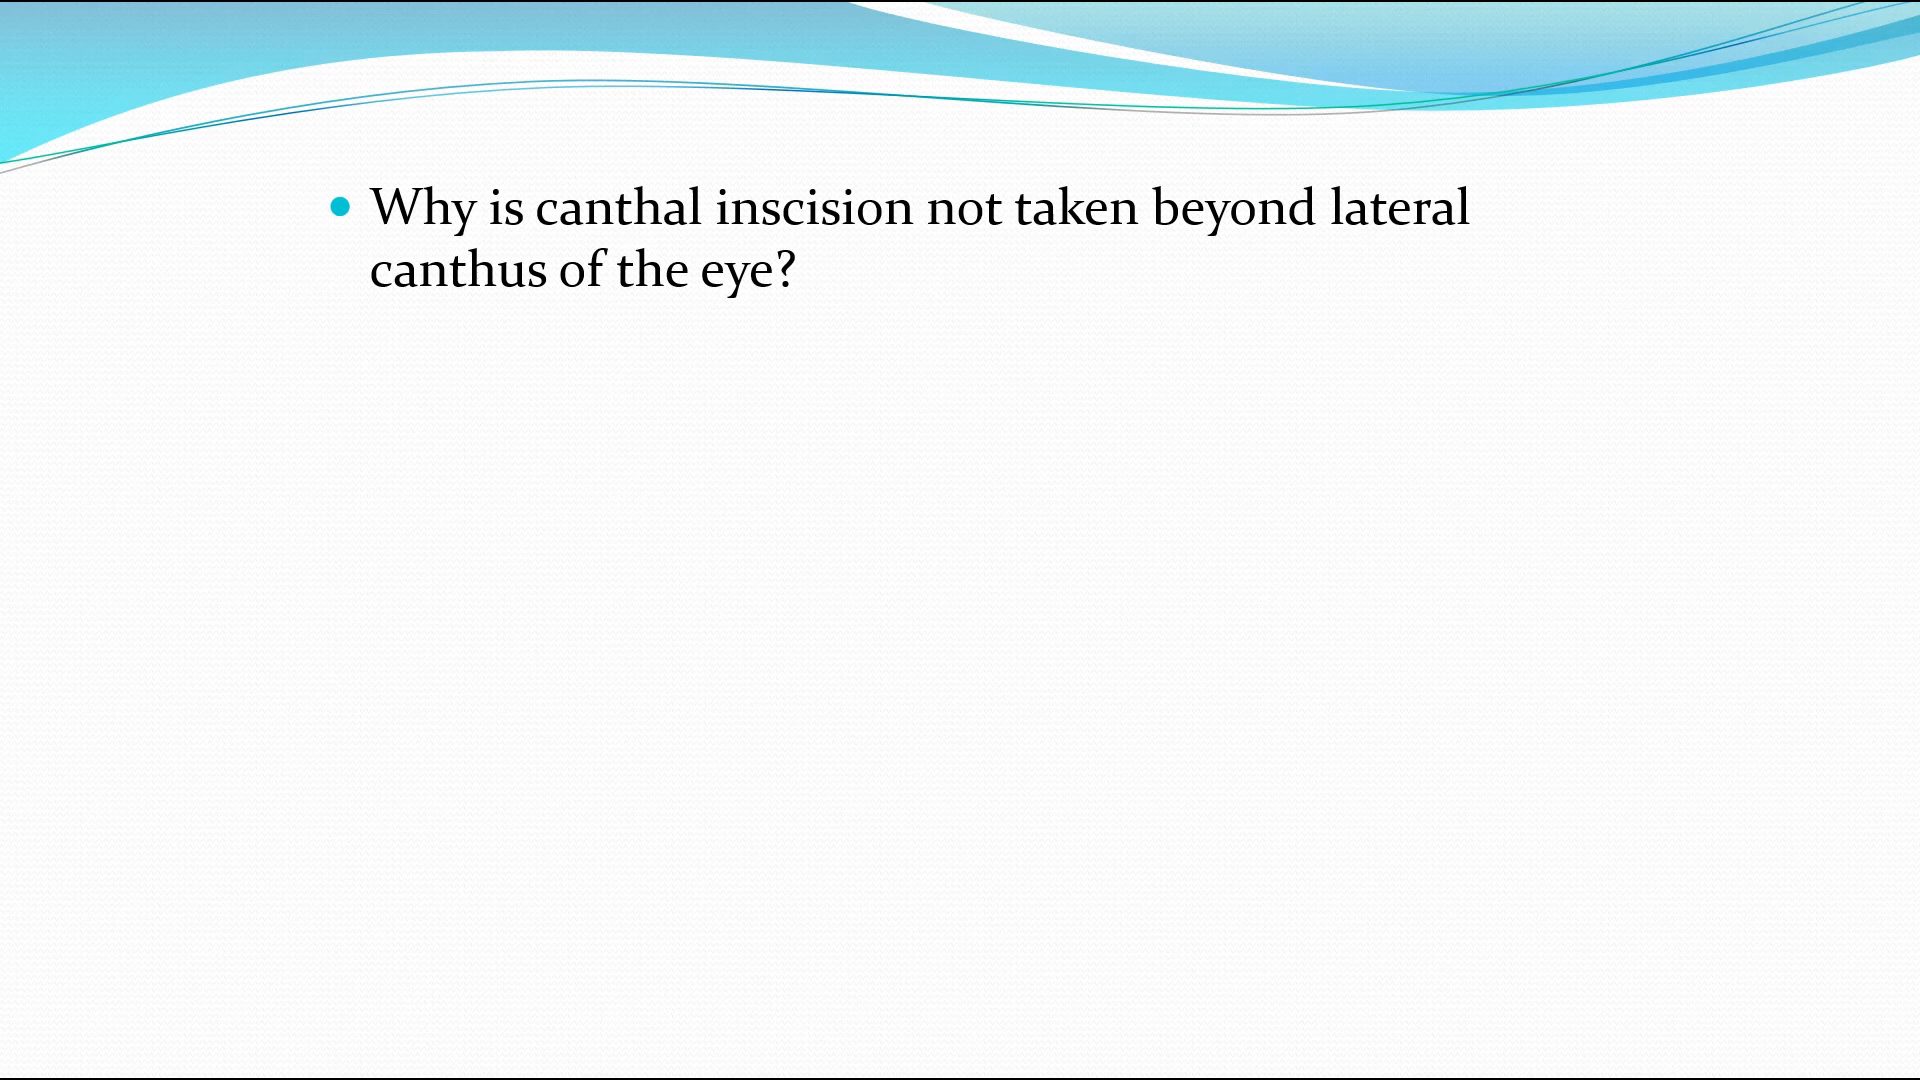 Why is canthal inscision not taken beyond lateral
canthus of the eye?